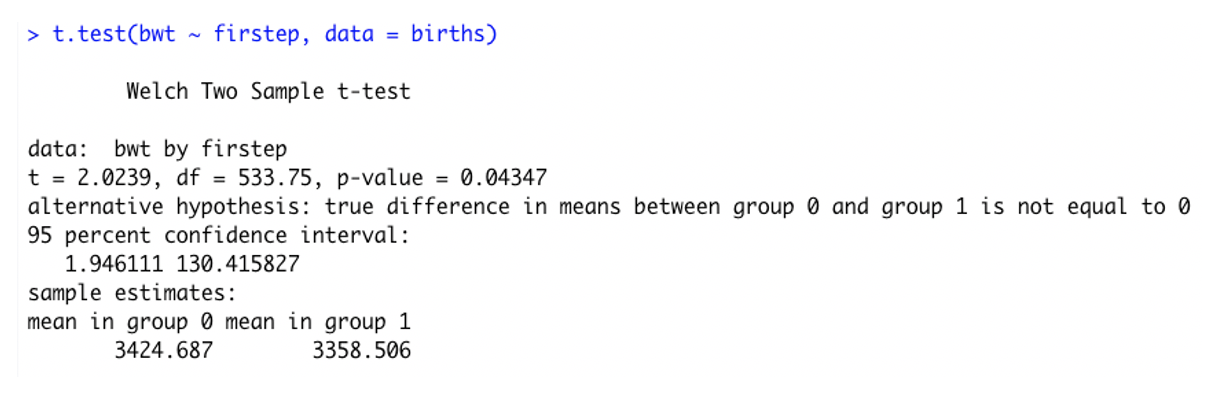 > t.test(bwt ~ firstep, data = births)
Welch Two Sample t-test
data:  bwt by firstep
t = 2.0239, df = 533.75, p-value = 0.04347
alternative hypothesis: true difference in means between group 0 and group 1 is not equal to 0
95 percent confidence interval:
1.946111 130.415827
sample estimates:
mean in group 0 mean in group 1
3424.687 3358.506